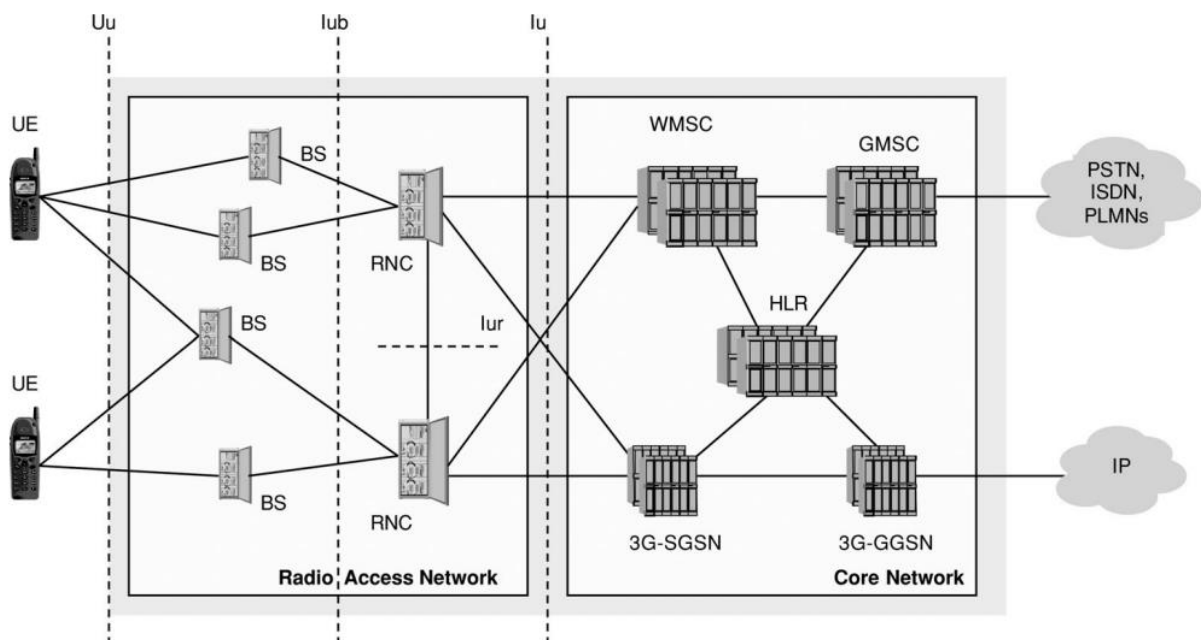 Uu
Iub
Iu
UE
BS
BS
RNC
BS
Iur
UE
BS
RNC
Radio Access Network
WMSC
GMSC
HLR
3G-SGSN
3G-GGSN
Core Network
PSTN,
ISDN,
PLMNs
IP